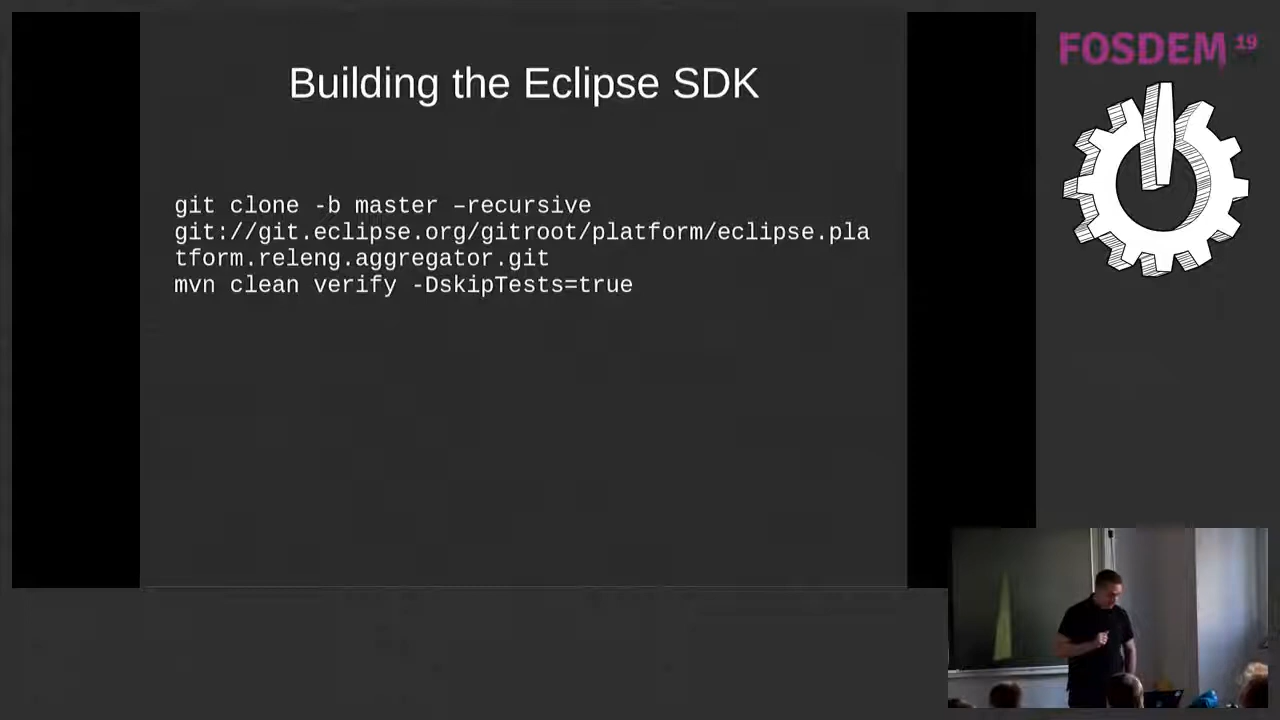 Building the Eclipse SDK
git clone -b master –recursive
git://git.eclipse.org/gitroot/platform/eclipse.pla
tform.releng.aggregator.git
mvn clean verify -DskipTests=true
FOSDEM 19